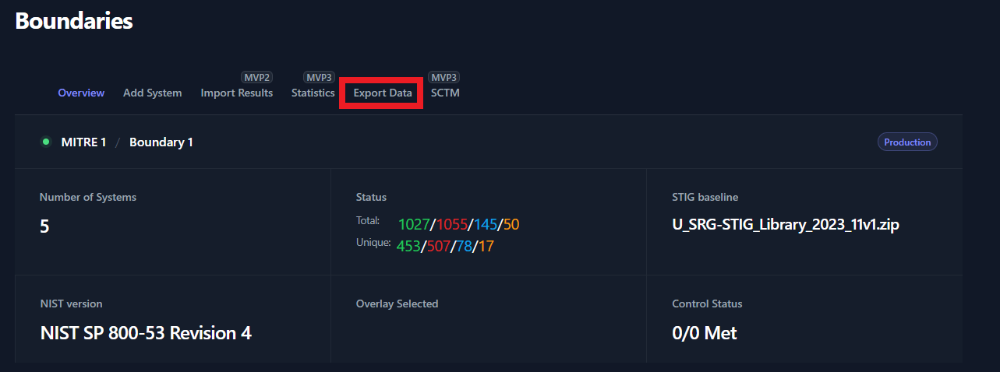 Boundaries
MVP2 MVP3 MVP3
Overview Add System Import Results Statistics Export Data SCTM
MITRE 1 / Boundary 1 Production
Number of Systems Status STIG baseline
5 Total: 1027/1055/145/50 U_SRG-STIG_Library_2023_11v1.zip
Unique: 453/507/78/17
NIST version Overlay Selected Control Status
NIST SP 800-53 Revision 4 0/0 Met